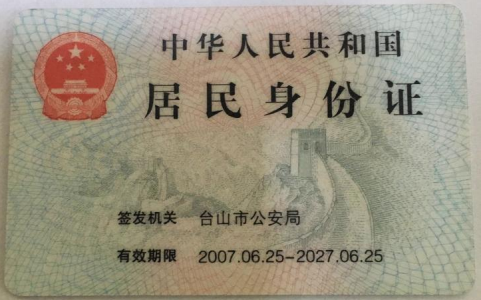 中华人民共和国
居民身份证
签发机关 台山市公安局
有效期限 2007.06.25-2027.06.25